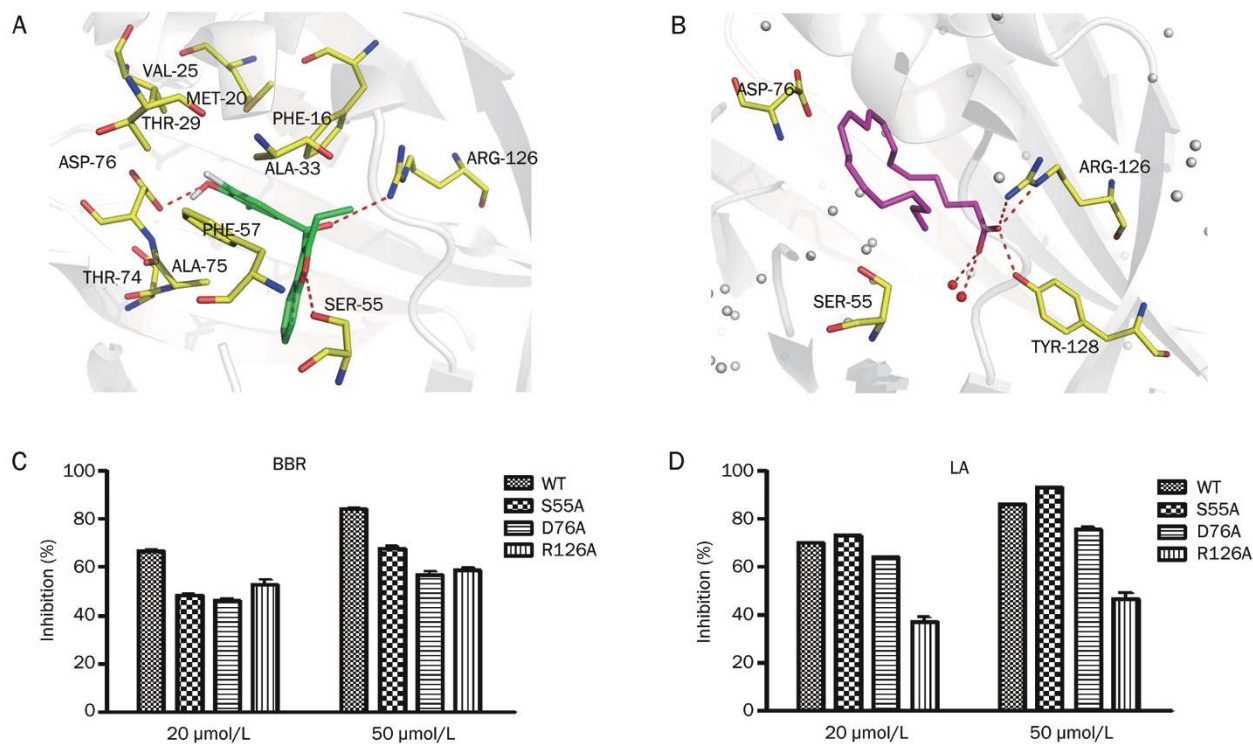 A
VAL-25
MET-20
THR-29
PHE-16
ALA-33
ARG-126
ASP-76
PHE-57
THR-74
ALA-75
SER-55
B
ASP-76
ARG-126
SER-55
TYR-128
C
BBR
Inhibition (%)
100
80
60
40
20
0
20 µmol/L
50 µmol/L
WT
S55A
D76A
R126A
D
LA
Inhibition (%)
100
80
60
40
20
0
20 µmol/L
50 µmol/L
WT
S55A
D76A
R126A